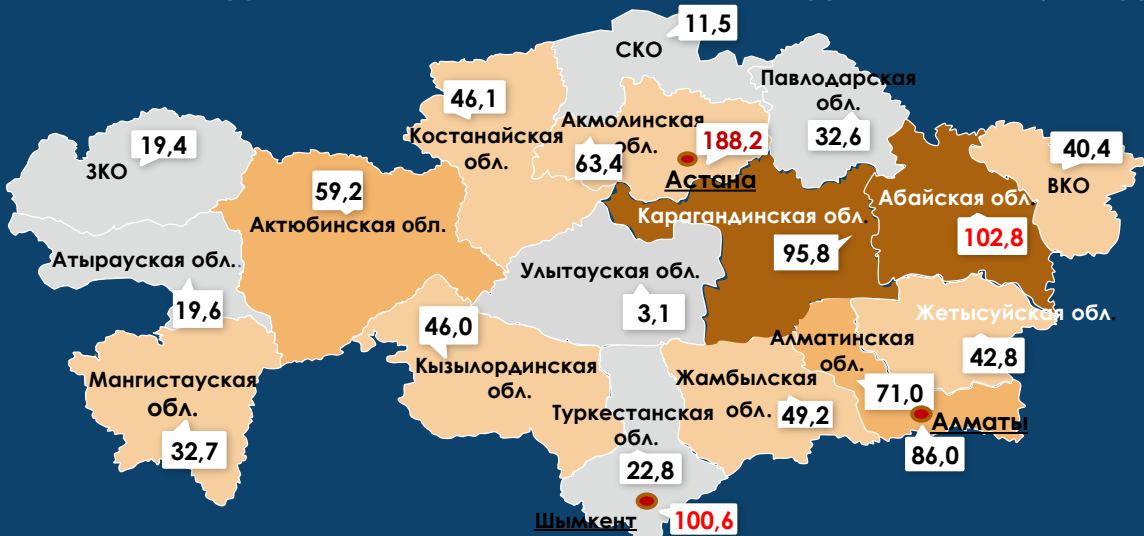 11,5
СКО
Павлодарская
обл.
32,6
46,1
Костанайская
обл.
Акмолинская
обл.
63,4
188,2
Астана
19,4
ЗКО
59,2
Актюбинская обл.
40,4
ВКО
Абайская обл.
102,8
Карагандинская обл.
95,8
Атырауская обл.
19,6
Улытауская обл.
3,1
Жетысуйская обл.
42,8
46,0
Кызылординская
обл.
Алматинская
обл.
71,0
Алматы
86,0
Мангистауская
обл.
32,7
Жамбылская
обл.
49,2
Туркестанская
обл.
22,8
Шымкент
100,6